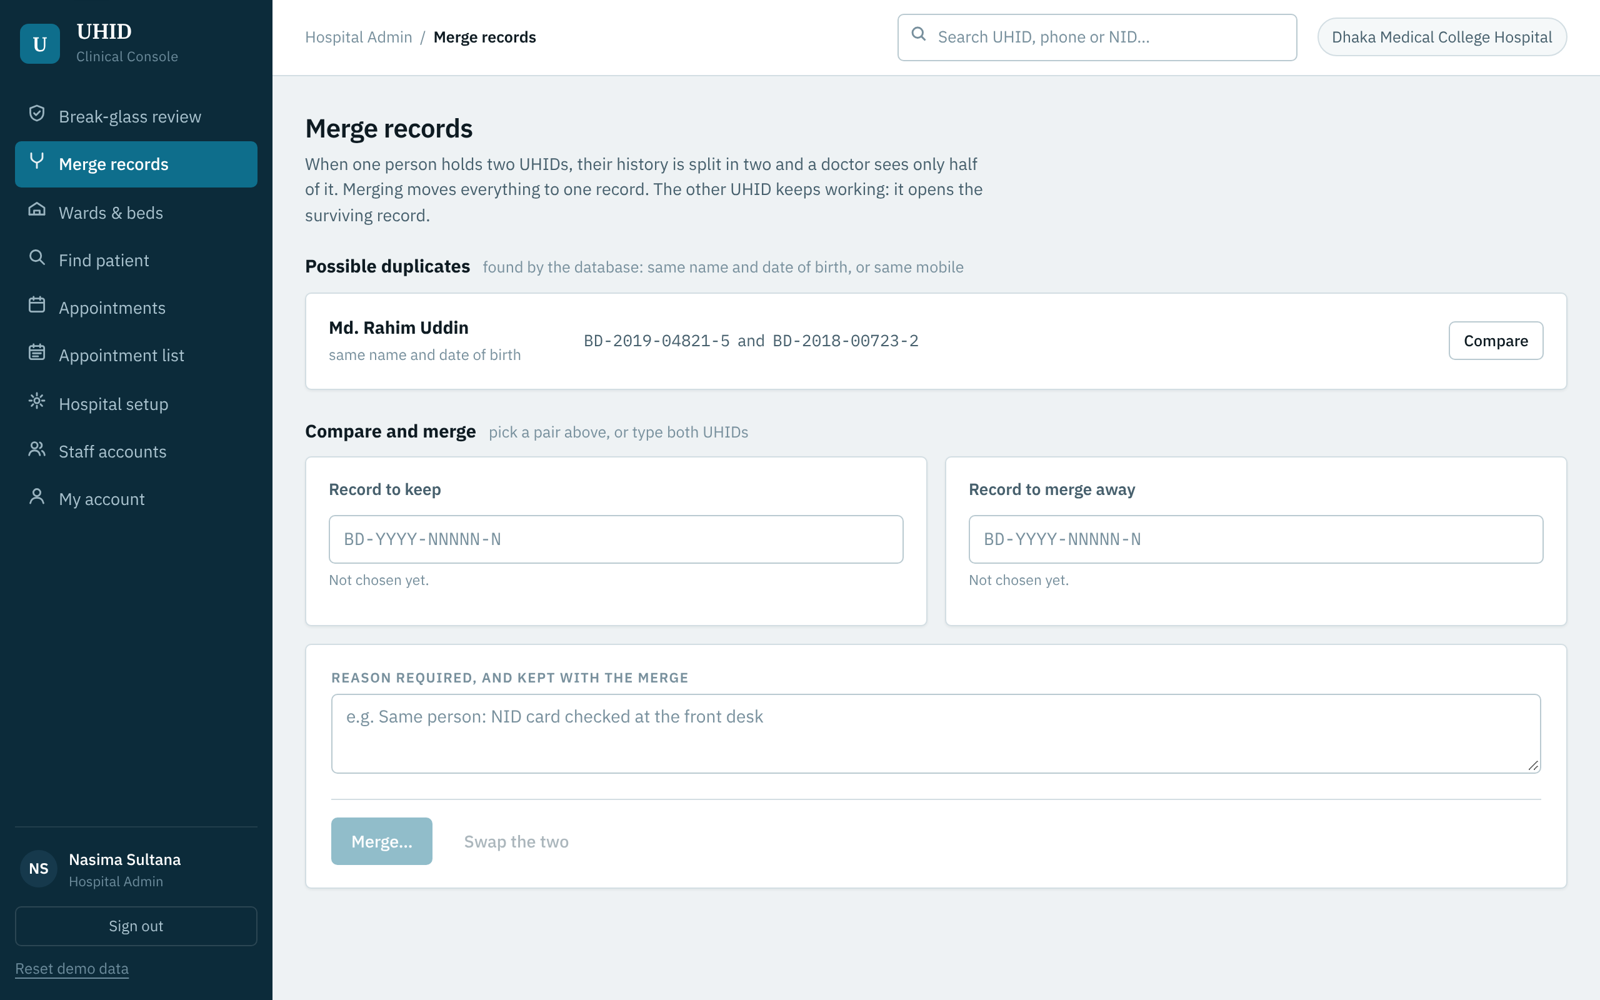 U
UHID
Clinical Console
Break-glass review
Merge records
Wards & beds
Find patient
Appointments
Appointment list
Hospital setup
Staff accounts
My account
NS
Nasima Sultana
Hospital Admin
Sign out
Reset demo data
Hospital Admin / Merge records
Search UHID, phone or NID...
Dhaka Medical College Hospital
Merge records
When one person holds two UHIDs, their history is split in two and a doctor sees only half
of it. Merging moves everything to one record. The other UHID keeps working: it opens the
surviving record.
Possible duplicates found by the database: same name and date of birth, or same mobile
Md. Rahim Uddin
same name and date of birth
BD-2019-04821-5 and BD-2018-00723-2
Compare
Compare and merge pick a pair above, or type both UHIDs
Record to keep
BD-YYYY-NNNNN-N
Not chosen yet.
Record to merge away
BD-YYYY-NNNNN-N
Not chosen yet.
REASON REQUIRED, AND KEPT WITH THE MERGE
e.g. Same person: NID card checked at the front desk
Merge...
Swap the two